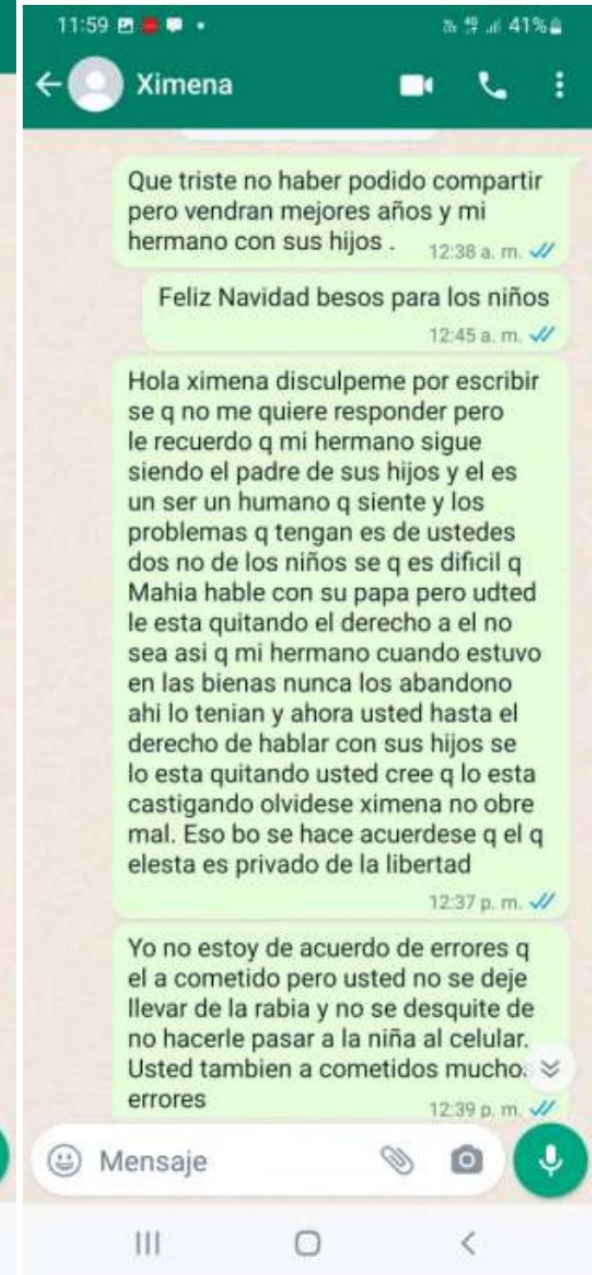 11:59
41%
Ximena
Que triste no haber podido compartir
pero vendran mejores años y mi
hermano con sus hijos .
12:38 a. m.
Feliz Navidad besos para los niños
12:45 a. m.
Hola ximena disculpeme por escribir
se q no me quiere responder pero
le recuerdo q mi hermano sigue
siendo el padre de sus hijos y el es
un ser un humano q siente y los
problemas q tengan es de ustedes
dos no de los niños se q es dificil q
Mahia hable con su papa pero udted
le esta quitando el derecho a el no
sea asi q mi hermano cuando estuvo
en las bienas nunca los abandono
ahi lo tenian y ahora usted hasta el
derecho de hablar con sus hijos se
lo esta quitando usted cree q lo esta
castigando olvidese ximena no obre
mal. Eso bo se hace acuerdese q el q
elesta es privado de la libertad
12:37 p. m.
Yo no estoy de acuerdo de errores q
el a cometido pero usted no se deje
llevar de la rabia y no se desquite de
no hacerle pasar a la niña al celular.
Usted tambien a cometidos mucho
errores
12:39 p. m.
Mensaje